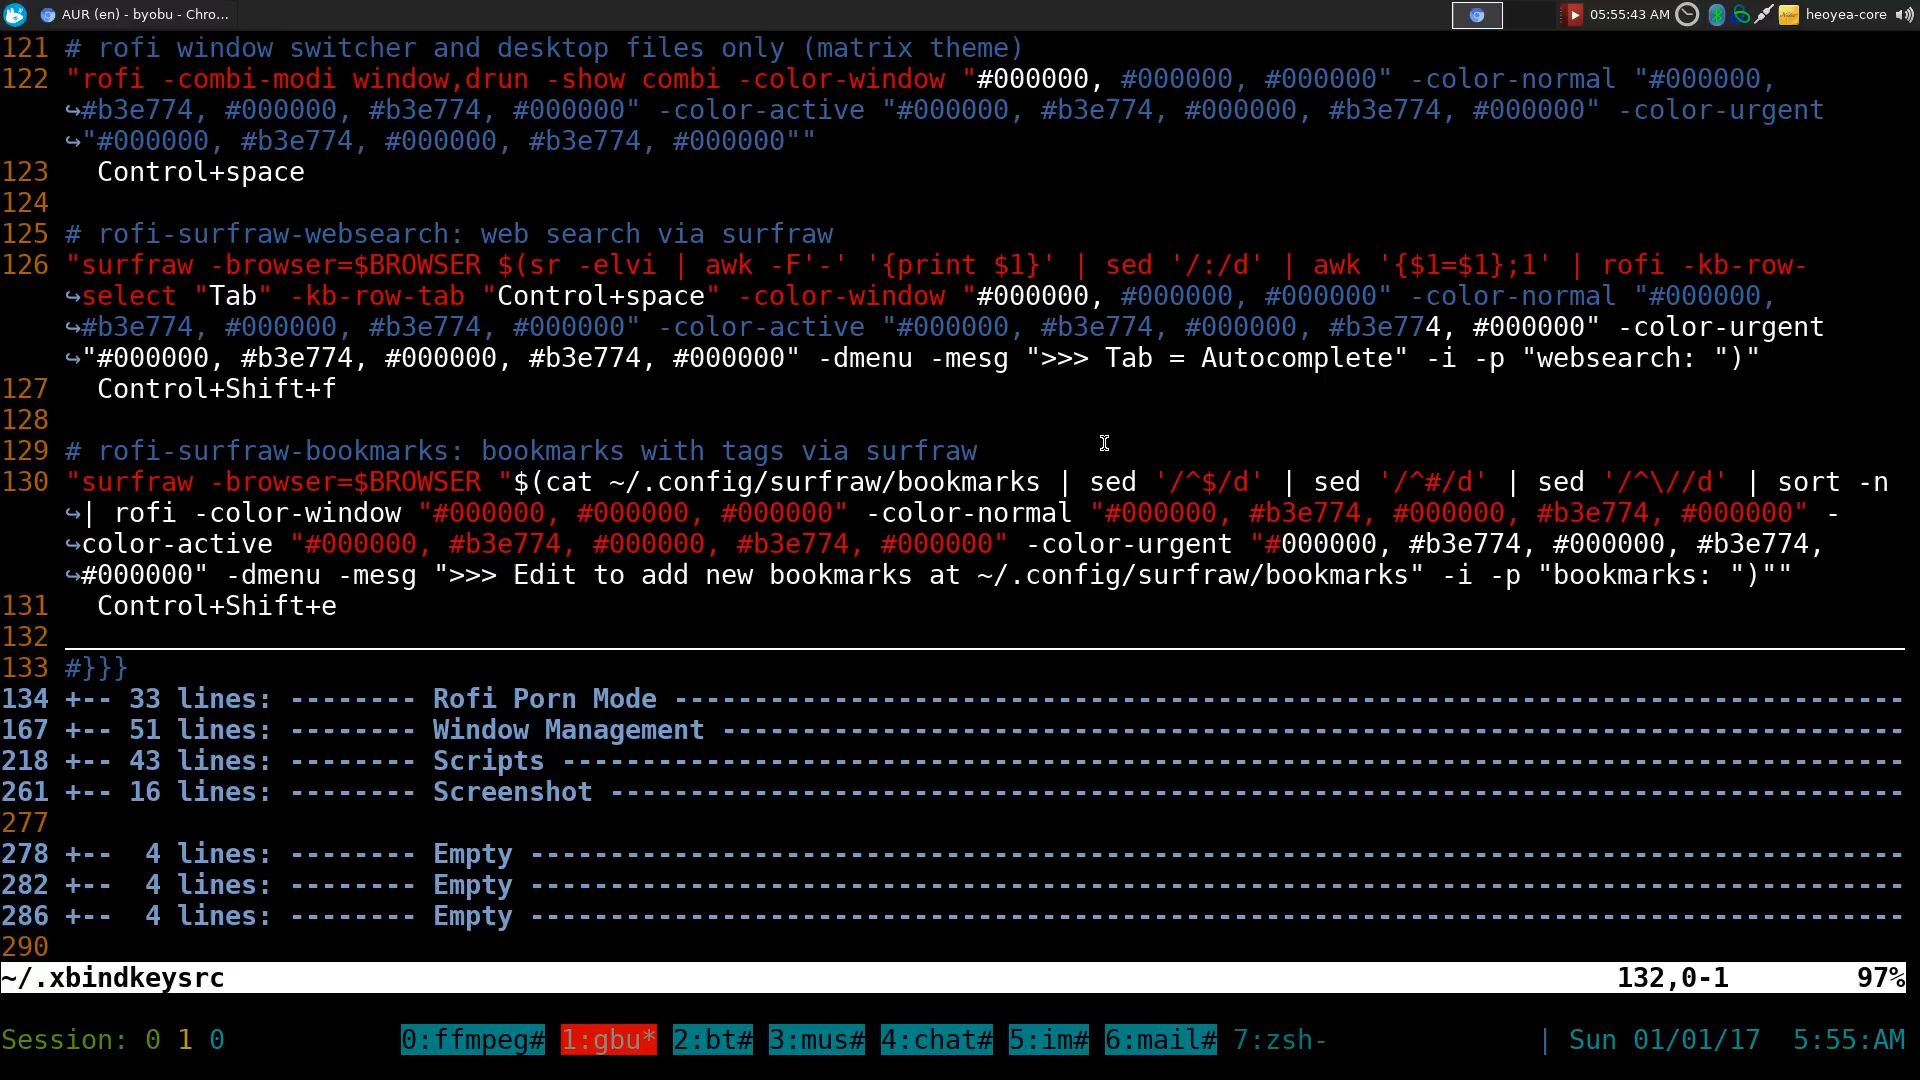 AUR (en) - byobu - Chro...
05:55:43 AM
heoyea-core
121 # rofi window switcher and desktop files only (matrix theme)
122 "rofi -combi-modi window,drun -show combi -color-window "#000000, #000000, #000000" -color-normal "#000000,
↪#b3e774, #000000, #b3e774, #000000" -color-active "#000000, #b3e774, #000000, #b3e774, #000000" -color-urgent
↪"#000000, #b3e774, #000000, #b3e774, #000000""
123   Control+space
124
125 # rofi-surfraw-websearch: web search via surfraw
126 "surfraw -browser=$BROWSER $(sr -elvi | awk -F'-' '{print $1}' | sed '/:/d' | awk '{$1=$1};1' | rofi -kb-row-
↪select "Tab" -kb-row-tab "Control+space" -color-window "#000000, #000000, #000000" -color-normal "#000000,
↪#b3e774, #000000, #b3e774, #000000" -color-active "#000000, #b3e774, #000000, #b3e774, #000000" -color-urgent
↪"#000000, #b3e774, #000000, #b3e774, #000000" -dmenu -mesg ">>> Tab = Autocomplete" -i -p "websearch: ")"
127   Control+Shift+f
128
129 # rofi-surfraw-bookmarks: bookmarks with tags via surfraw
130 "surfraw -browser=$BROWSER "$(cat ~/.config/surfraw/bookmarks | sed '/^$/d' | sed '/^#/d' | sed '/^\//d' | sort -n
↪| rofi -color-window "#000000, #000000, #000000" -color-normal "#000000, #b3e774, #000000, #b3e774, #000000" -
↪color-active "#000000, #b3e774, #000000, #b3e774, #000000" -color-urgent "#000000, #b3e774, #000000, #b3e774,
↪#000000" -dmenu -mesg ">>> Edit to add new bookmarks at ~/.config/surfraw/bookmarks" -i -p "bookmarks: ")""
131   Control+Shift+e
132
133 #}}}
134 +-- 33 lines: -------- Rofi Porn Mode -----------------------------------------------------------------------------
167 +-- 51 lines: -------- Window Management --------------------------------------------------------------------------
218 +-- 43 lines: -------- Scripts ------------------------------------------------------------------------------------
261 +-- 16 lines: -------- Screenshot ---------------------------------------------------------------------------------
277
278 +--  4 lines: -------- Empty --------------------------------------------------------------------------------------
282 +--  4 lines: -------- Empty --------------------------------------------------------------------------------------
286 +--  4 lines: -------- Empty --------------------------------------------------------------------------------------
290
~/.xbindkeysrc 132,0-1 97%
Session: 0 1 0 0:ffmpeg# 1:gbu* 2:bt# 3:mus# 4:chat# 5:im# 6:mail# 7:zsh- | Sun 01/01/17 5:55:AM